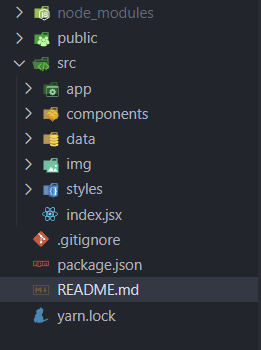 node_modules
public
src
app
components
data
img
styles
index.jsx
.gitignore
package.json
README.md
yarn.lock